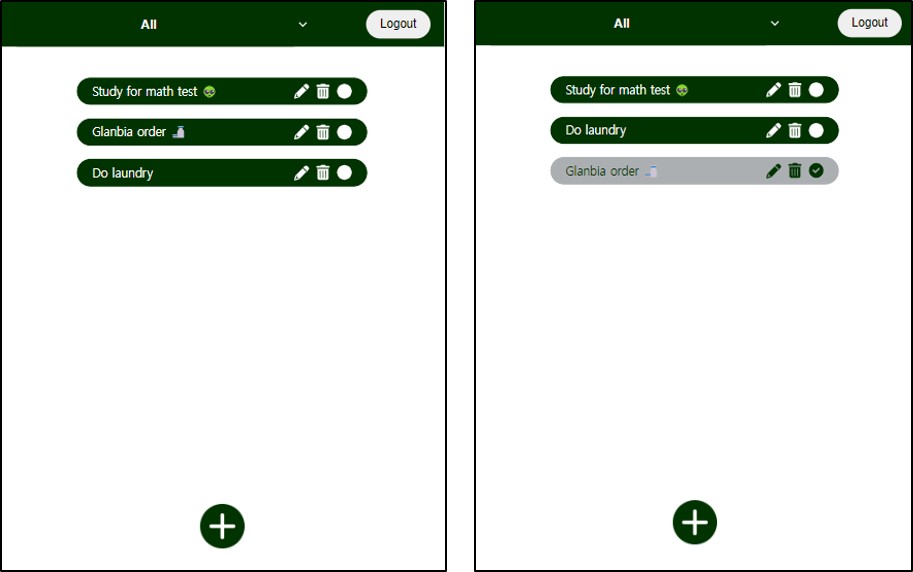 All
Logout
Study for math test
Glanbia order
Do laundry
All
Logout
Study for math test
Do laundry
Glanbia order